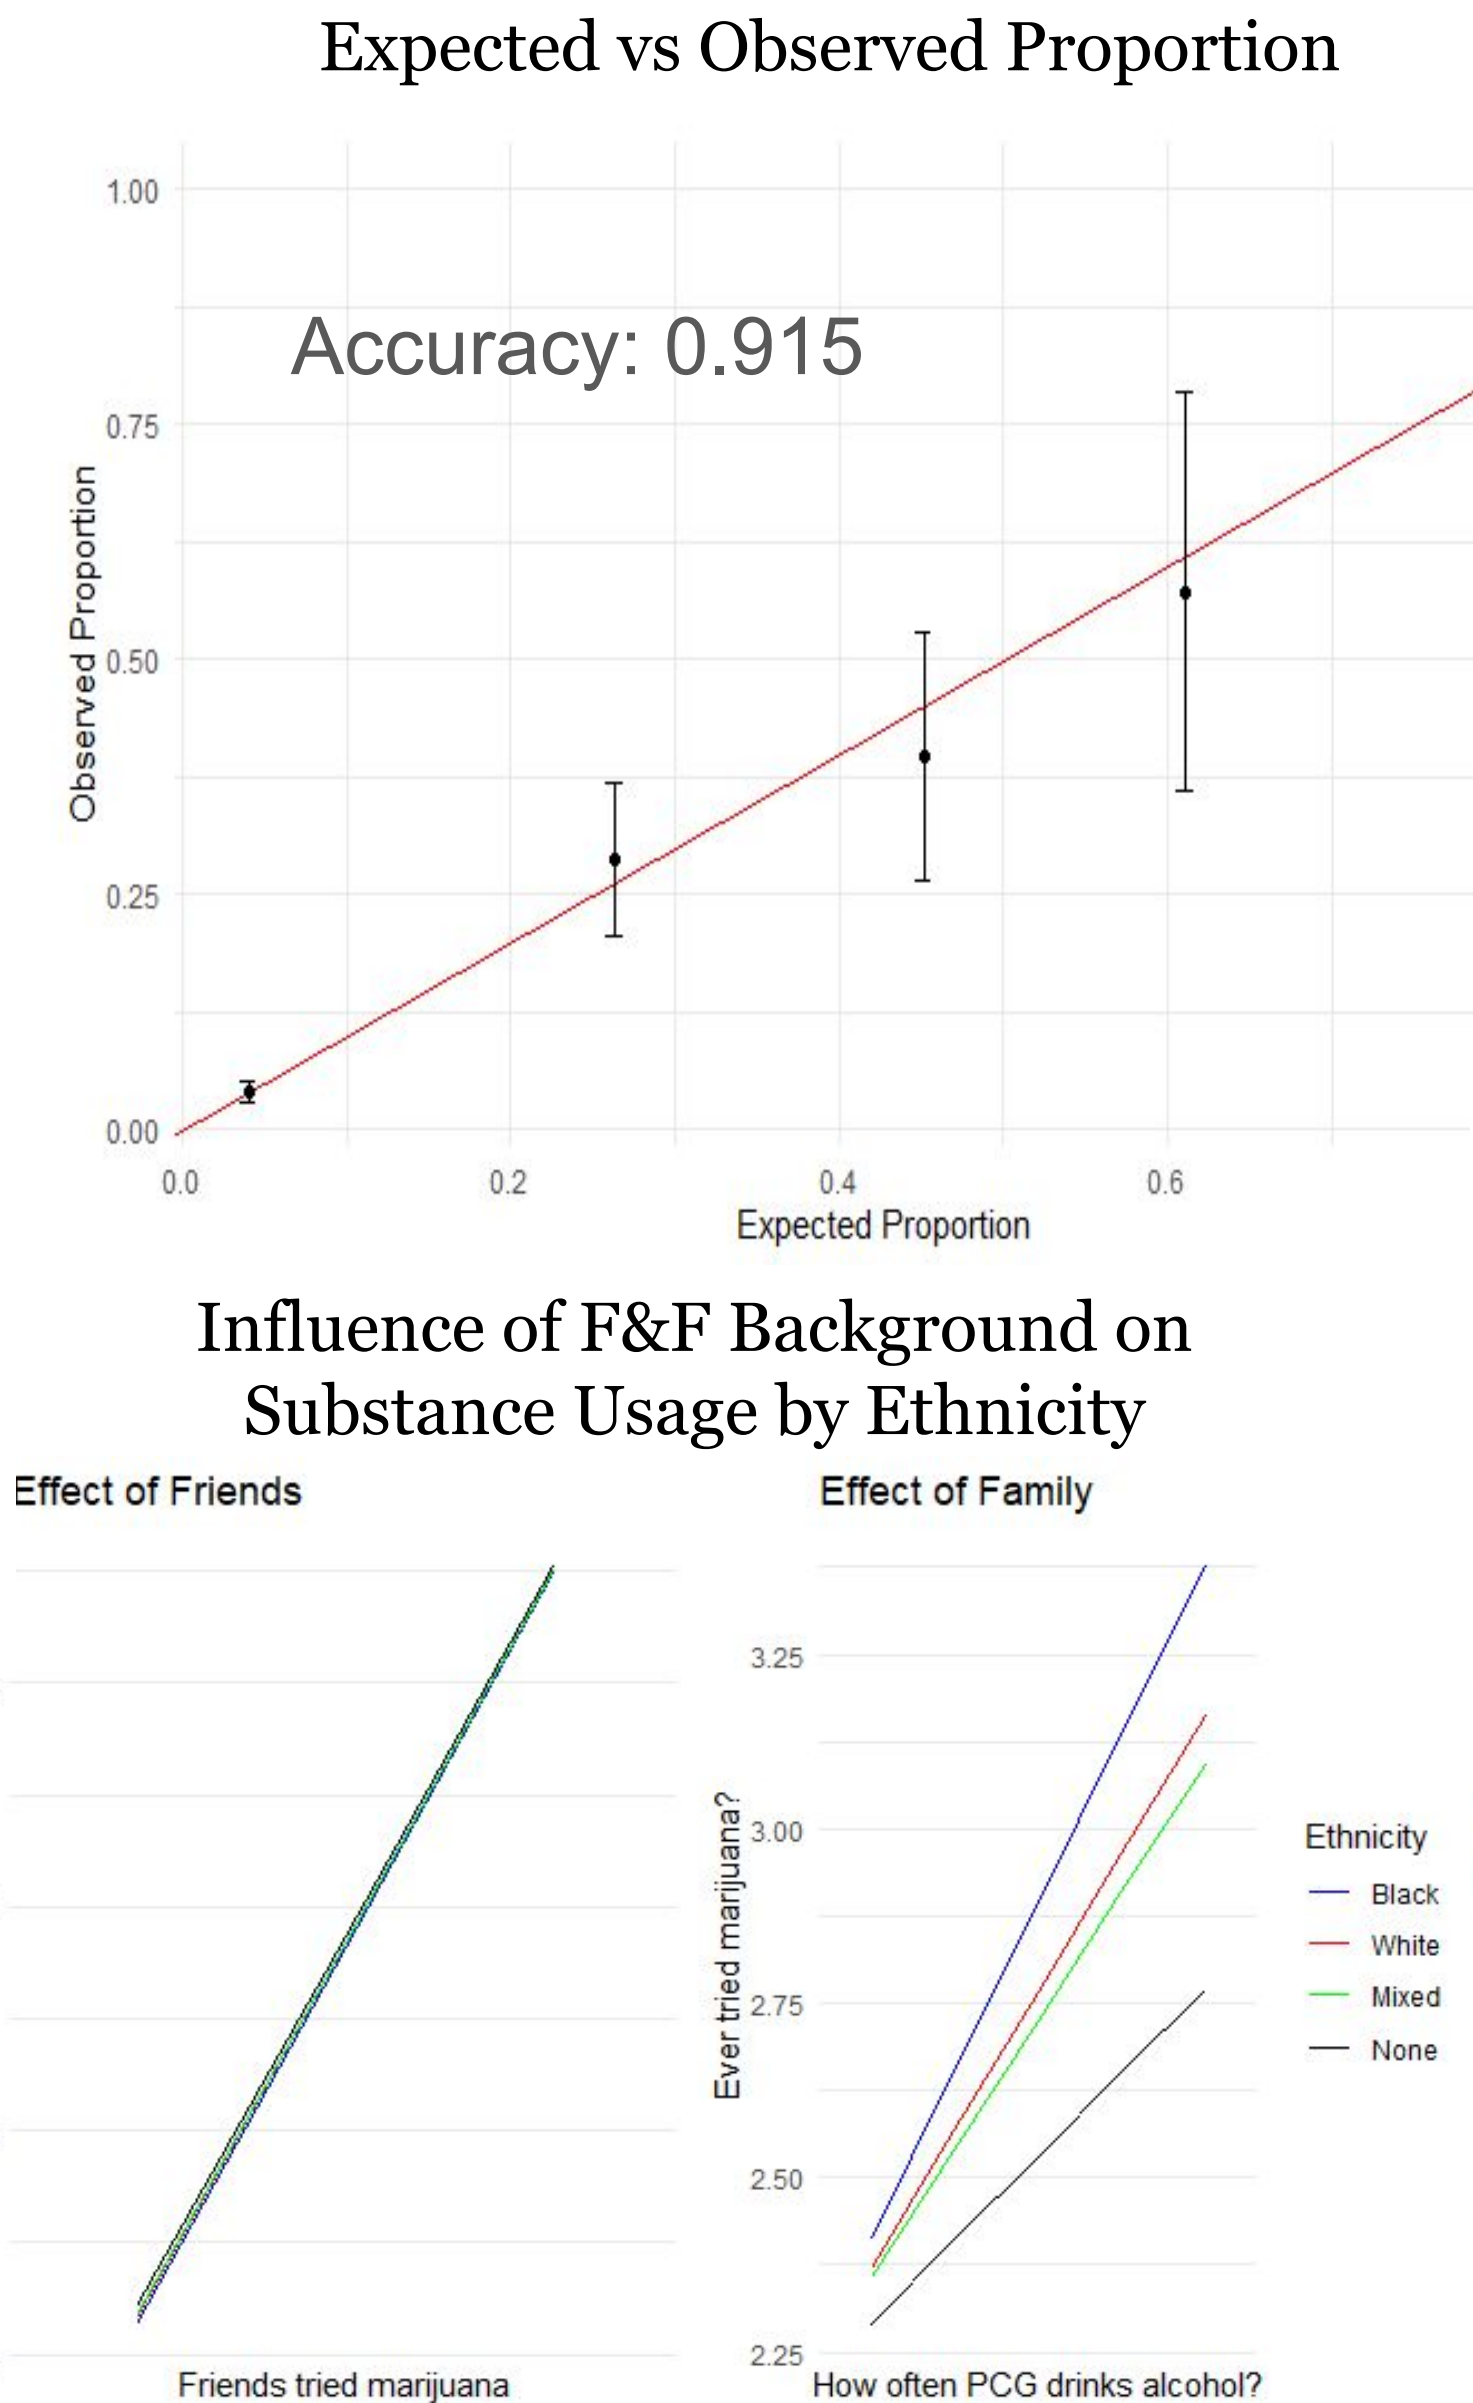 Expected vs Observed Proportion
1.00
Accuracy: 0.915
0.75
Observed Proportion
0.50
0.25
0.00
0.0 0.2 0.4 0.6
Expected Proportion
Influence of F&F Background on
Substance Usage by Ethnicity
Effect of Friends
Friends tried marijuana
Effect of Family
3.25
Ever tried marijuana?
3.00
2.75
2.50
2.25
How often PCG drinks alcohol?
Ethnicity
Black
White
Mixed
None